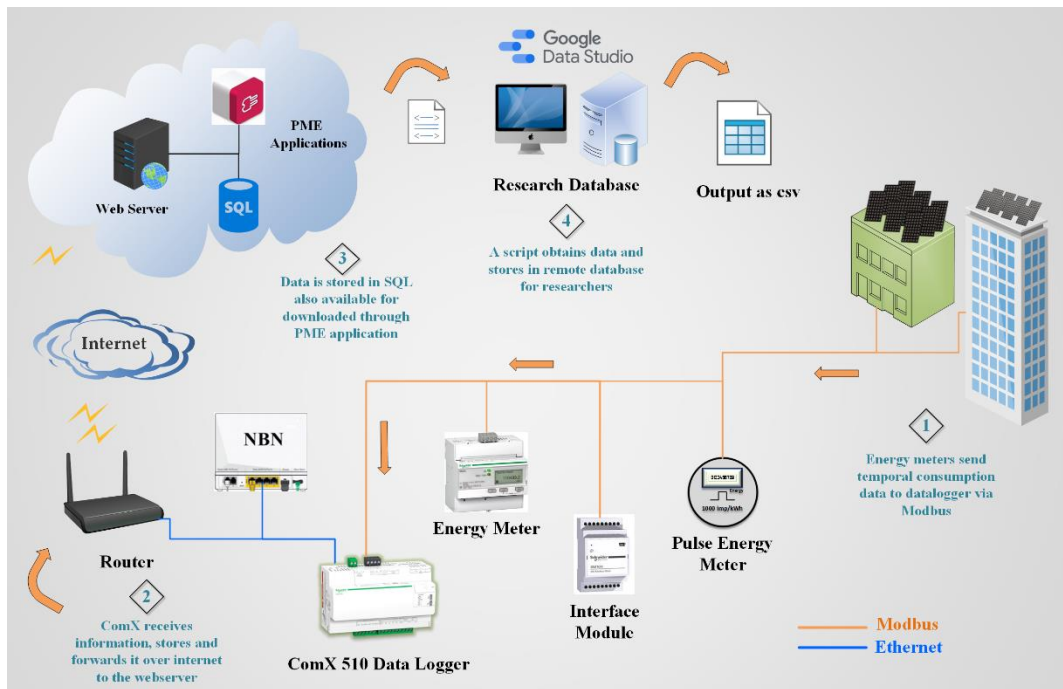 Google
Data Studio
PME
Applications
Web Server
SQL
Research Database
Output as csv
4
A script obtains data and
stores in remote database
for researchers
3
Data is stored in SQL
also available for
downloaded through
PME application
Internet
NBN
1
Energy meters send
temporal consumption
data to datalogger via
Modbus
Energy Meter
Energy
1000 Imp/kWh
Pulse Energy
Meter
Router
Interface
Module
2
ComX receives
information, stores and
forwards it over internet
to the webserver
ComX 510 Data Logger
Modbus
Ethernet